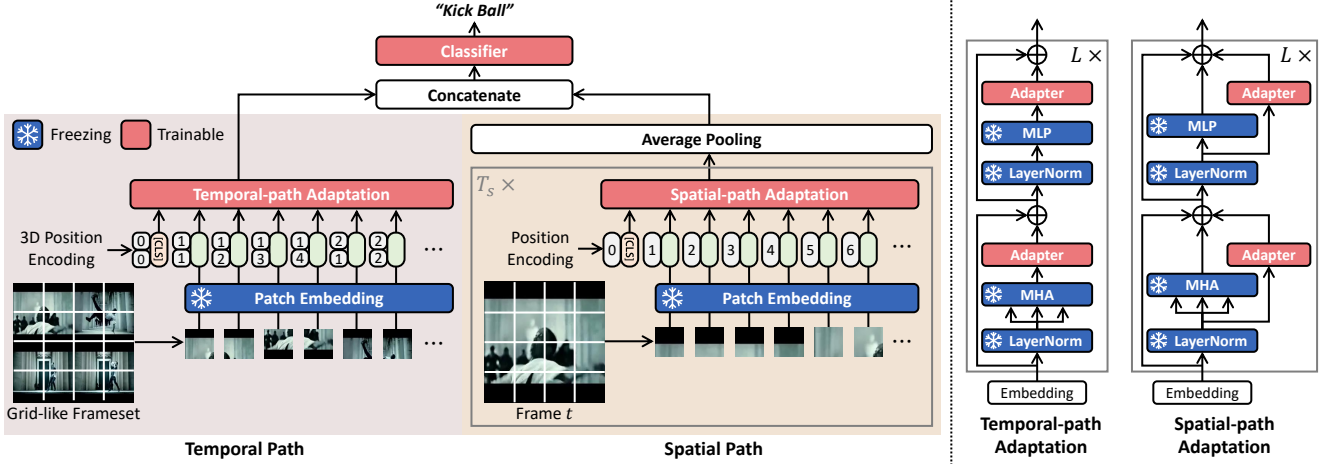 "Kick Ball"
Classifier
Concatenate
Freezing
Trainable
Average Pooling
Temporal-path Adaptation
T_s ×
Spatial-path Adaptation
3D Position
Encoding
0 0 [CLS] 1 1 1 2 1 3 1 4 2 1 2 2 ...
Position
Encoding
0 [CLS] 1 2 3 4 5 6 ...
Patch Embedding
Patch Embedding
...
...
Grid-like Frameset
Frame t
Temporal Path
Spatial Path
L ×
Adapter
MLP
LayerNorm
Adapter
MHA
LayerNorm
Embedding
Temporal-path
Adaptation
L ×
Adapter
MLP
LayerNorm
Adapter
MHA
LayerNorm
Embedding
Spatial-path
Adaptation